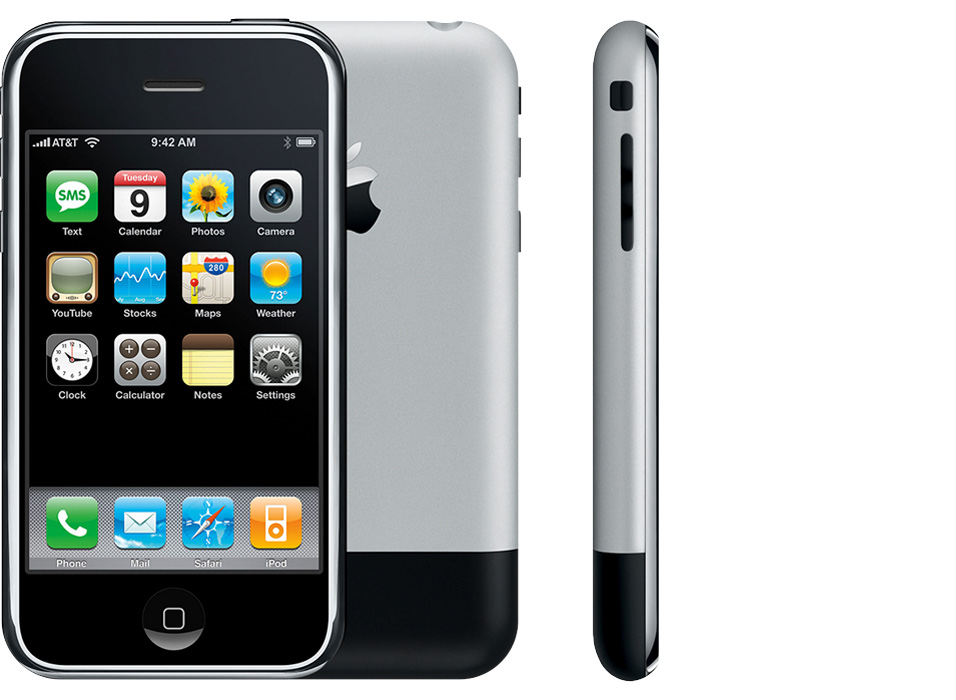 AT&T 9:42 AM
SMS Tuesday
9
Text Calendar Photos Camera
280
73°
YouTube Stocks Maps Weather
Clock Calculator Notes Settings
Phone Mail Safari iPod